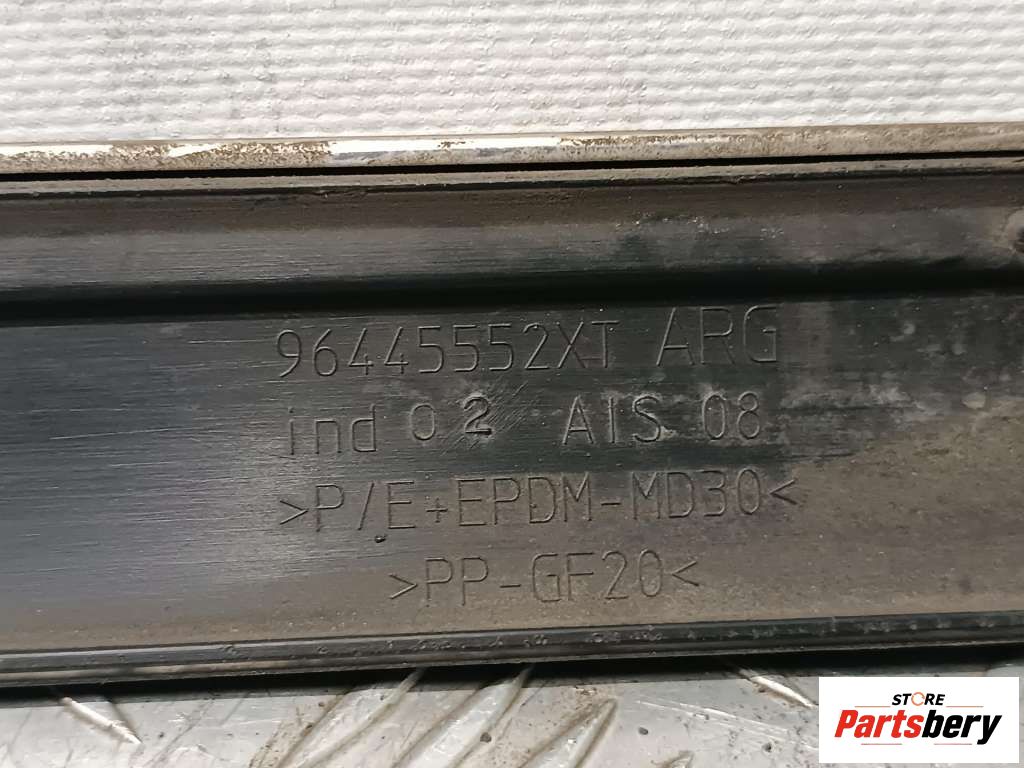 96445552XT ARG
ind 02 AIS 08
>P/E+EPDM-MD30<
>PP-GF20<
STORE
Partsbery